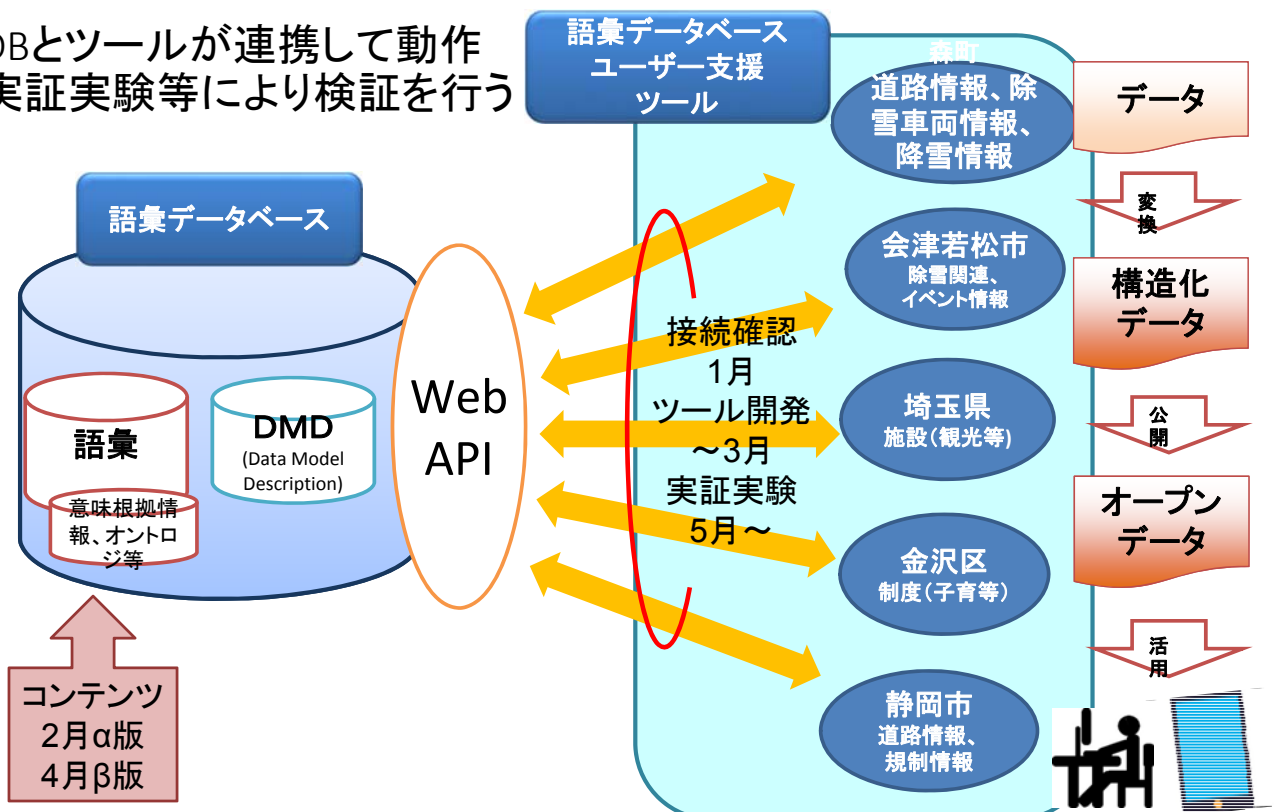 DBとツールが連携して動作
実証実験等により検証を行う
語彙データベース
ユーザー支援
ツール
語彙データベース
語彙
意味根拠情
報、オントロ
ジ等
DMD
(Data Model
Description)
Web
API
コンテンツ
2月α版
4月β版
接続確認
1月
ツール開発
～3月
実証実験
5月～
森町
道路情報、除
雪車両情報、
降雪情報
会津若松市
除雪関連、
イベント情報
埼玉県
施設(観光等)
金沢区
制度(子育等)
静岡市
道路情報、
規制情報
データ
変
換
構造化
データ
公
開
オープン
データ
活
用